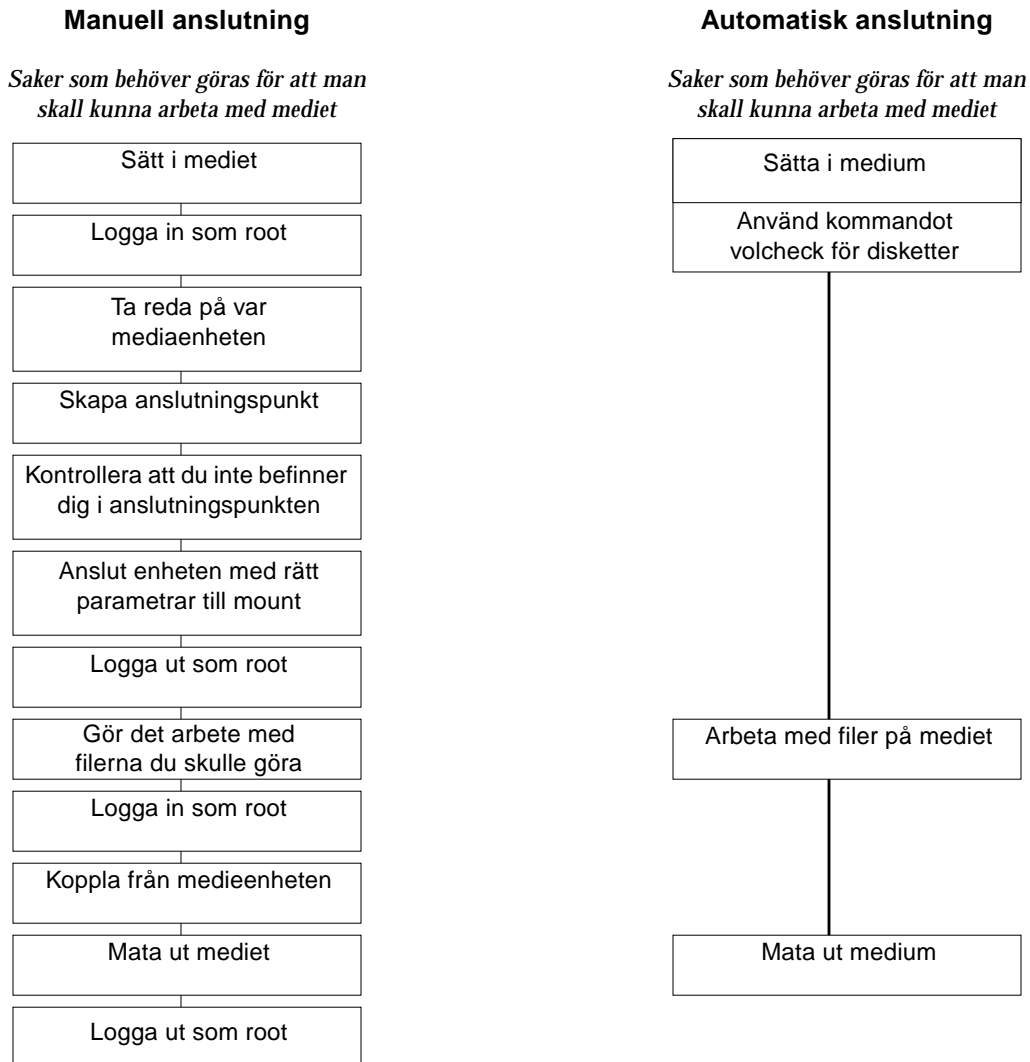 Manuell anslutning
Saker som behöver göras för att man
skall kunna arbeta med mediet
Sätt i mediet
Logga in som root
Ta reda på var
mediaenheten
Skapa anslutningspunkt
Kontrollera att du inte befinner
dig i anslutningspunkten
Anslut enheten med rätt
parametrar till mount
Logga ut som root
Gör det arbete med
filerna du skulle göra
Logga in som root
Koppla från medieenheten
Mata ut mediet
Logga ut som root
Automatisk anslutning
Saker som behöver göras för att man
skall kunna arbeta med mediet
Sätta i medium
Använd kommandot
volcheck för disketter
Arbeta med filer på mediet
Mata ut medium